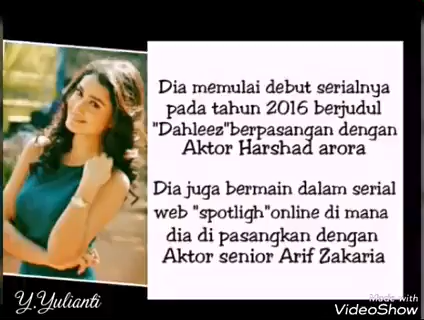 Dia memulai debut serialnya
pada tahun 2016 berjudul
"Dahleez"berpasangan dengan
Aktor Harshad arora
Dia juga bermain dalam serial
web "spotligh"online di mana
dia di pasangkan dengan
Aktor senior Arif Zakaria
Y.Yulianti
Made with
VideoShow